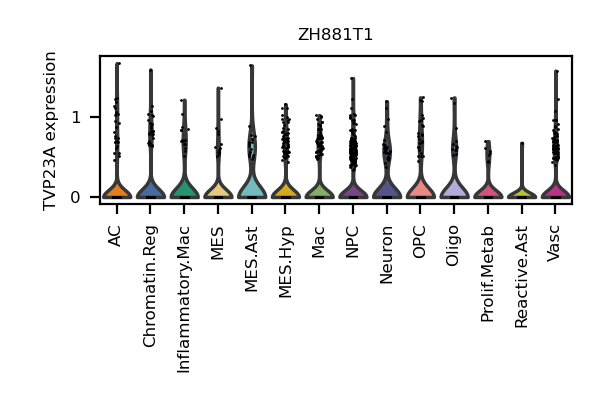 ZH881T1
TVP23A expression
1
0
AC
Chromatin.Reg
Inflammatory.Mac
MES
MES.Ast
MES.Hyp
Mac
NPC
Neuron
OPC
Oligo
Prolif.Metab
Reactive.Ast
Vasc